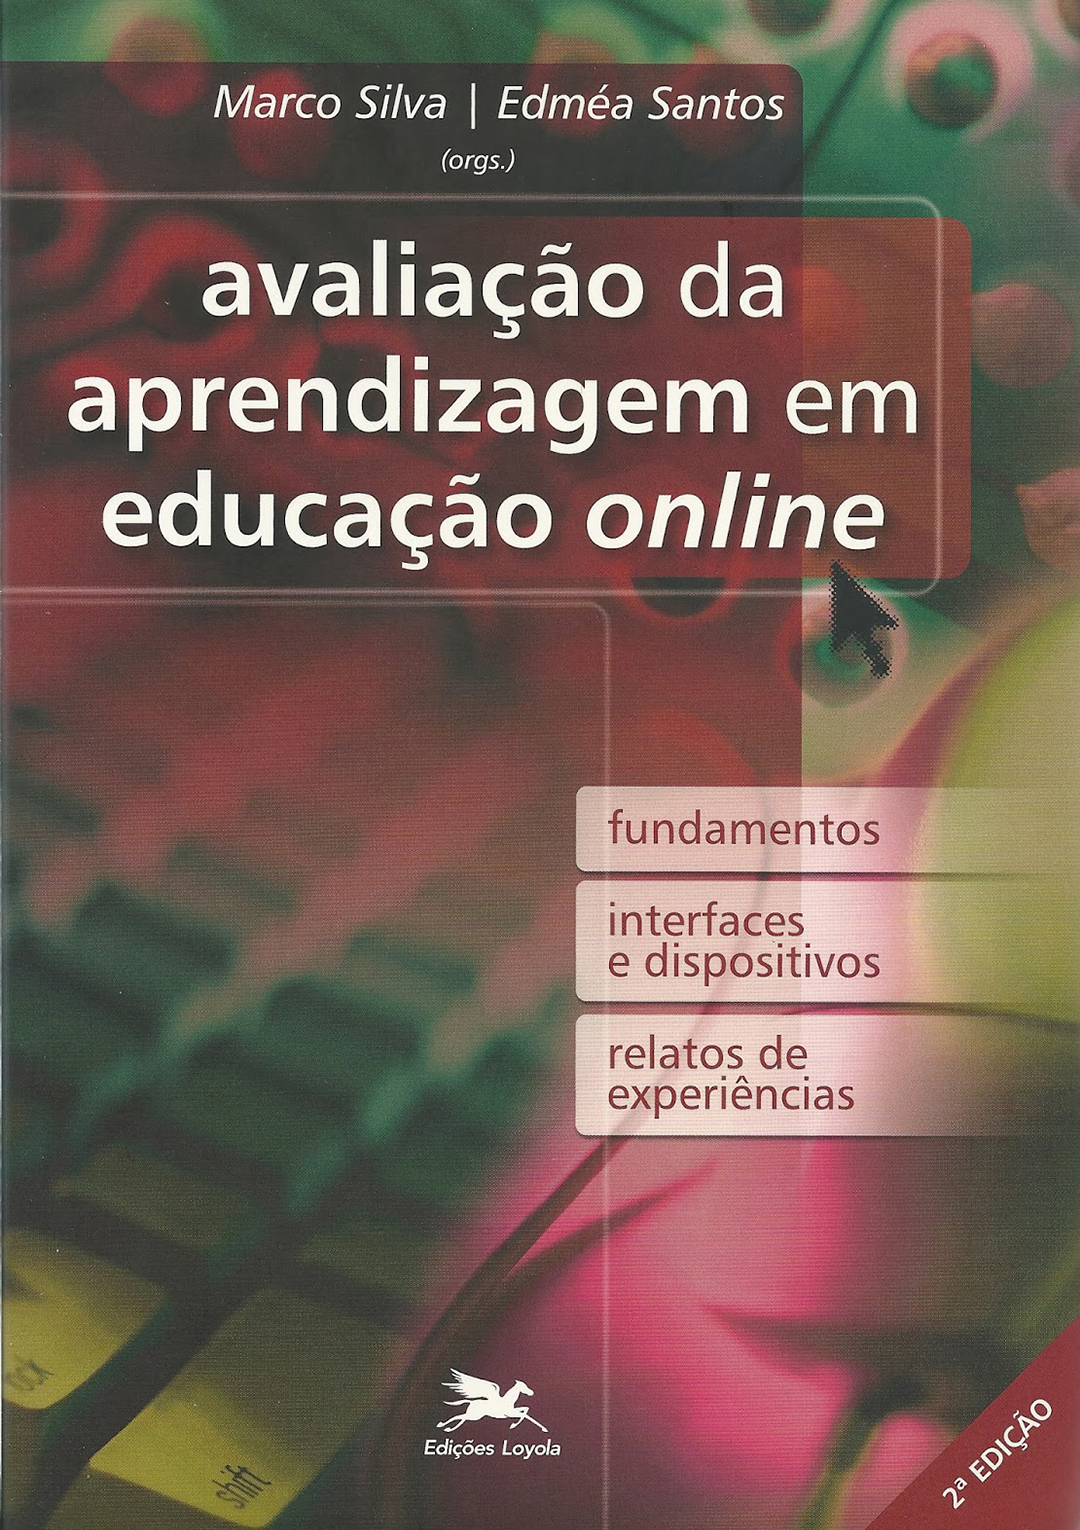 Marco Silva | Edméa Santos
(orgs.)
avaliação da
aprendizagem em
educação online
fundamentos
interfaces
e dispositivos
relatos de
experiências
ock
shift
Edições Loyola
2ª EDIÇÃO